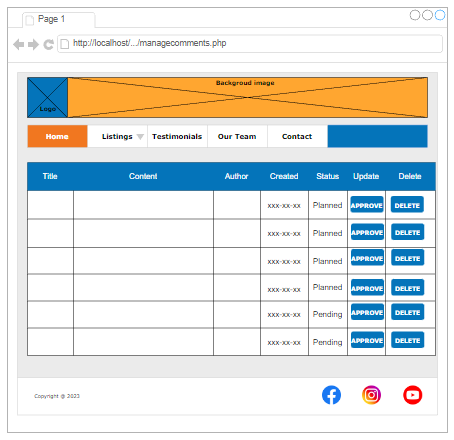 Page 1
http://localhost/.../managecomments.php
Backgroud image
Logo
Home Listings Testimonials Our Team Contact
Title Content Author Created Status Update Delete
xxx-xx-xx Planned APPROVE DELETE
xxx-xx-xx Planned APPROVE DELETE
xxx-xx-xx Planned APPROVE DELETE
xxx-xx-xx Planned APPROVE DELETE
xxx-xx-xx Pending APPROVE DELETE
xxx-xx-xx Pending APPROVE DELETE
Copyright @ 2023